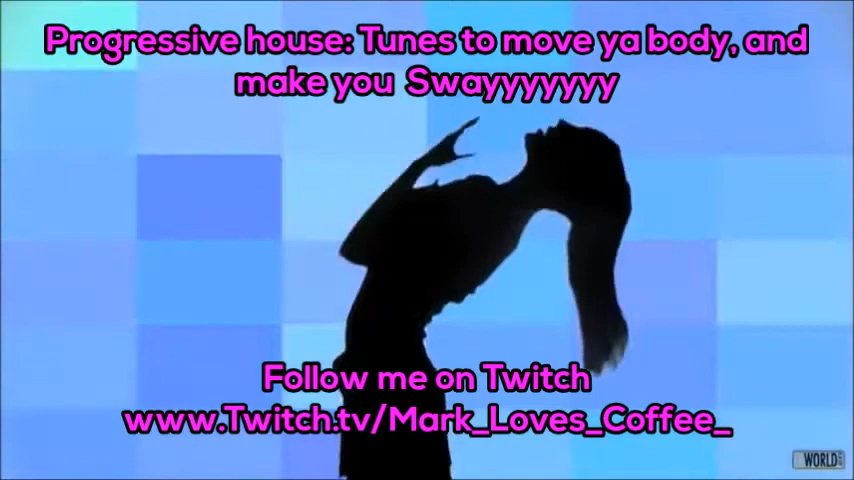 Progressive house: Tunes to move ya body, and
make you Swayyyyyyy
Follow me on Twitch
www.Twitch.tv/Mark_Loves_Coffee_
WORLD